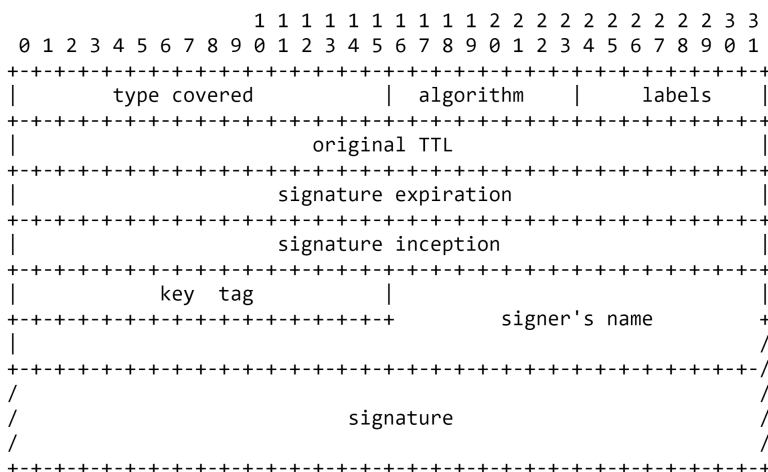 1 1 1 1 1 1 1 1 1 1 2 2 2 2 2 2 2 2 2 2 3 3
 0 1 2 3 4 5 6 7 8 9 0 1 2 3 4 5 6 7 8 9 0 1 2 3 4 5 6 7 8 9 0 1
+-+-+-+-+-+-+-+-+-+-+-+-+-+-+-+-+-+-+-+-+-+-+-+-+-+-+-+-+-+-+-+-+
|        type covered           |  algorithm    |     labels    |
+-+-+-+-+-+-+-+-+-+-+-+-+-+-+-+-+-+-+-+-+-+-+-+-+-+-+-+-+-+-+-+-+
|                         original TTL                          |
+-+-+-+-+-+-+-+-+-+-+-+-+-+-+-+-+-+-+-+-+-+-+-+-+-+-+-+-+-+-+-+-+
|                      signature expiration                     |
+-+-+-+-+-+-+-+-+-+-+-+-+-+-+-+-+-+-+-+-+-+-+-+-+-+-+-+-+-+-+-+-+
|                      signature inception                      |
+-+-+-+-+-+-+-+-+-+-+-+-+-+-+-+-+-+-+-+-+-+-+-+-+-+-+-+-+-+-+-+-+
|            key  tag           |                               |
+-+-+-+-+-+-+-+-+-+-+-+-+-+-+-+-+         signer's name         +
|                                                               /
+-+-+-+-+-+-+-+-+-+-+-+-+-+-+-+-+-+-+-+-+-+-+-+-+-+-+-+-+-+-+-+-/
/                                                               /
/                            signature                          /
/                                                               /
+-+-+-+-+-+-+-+-+-+-+-+-+-+-+-+-+-+-+-+-+-+-+-+-+-+-+-+-+-+-+-+-+